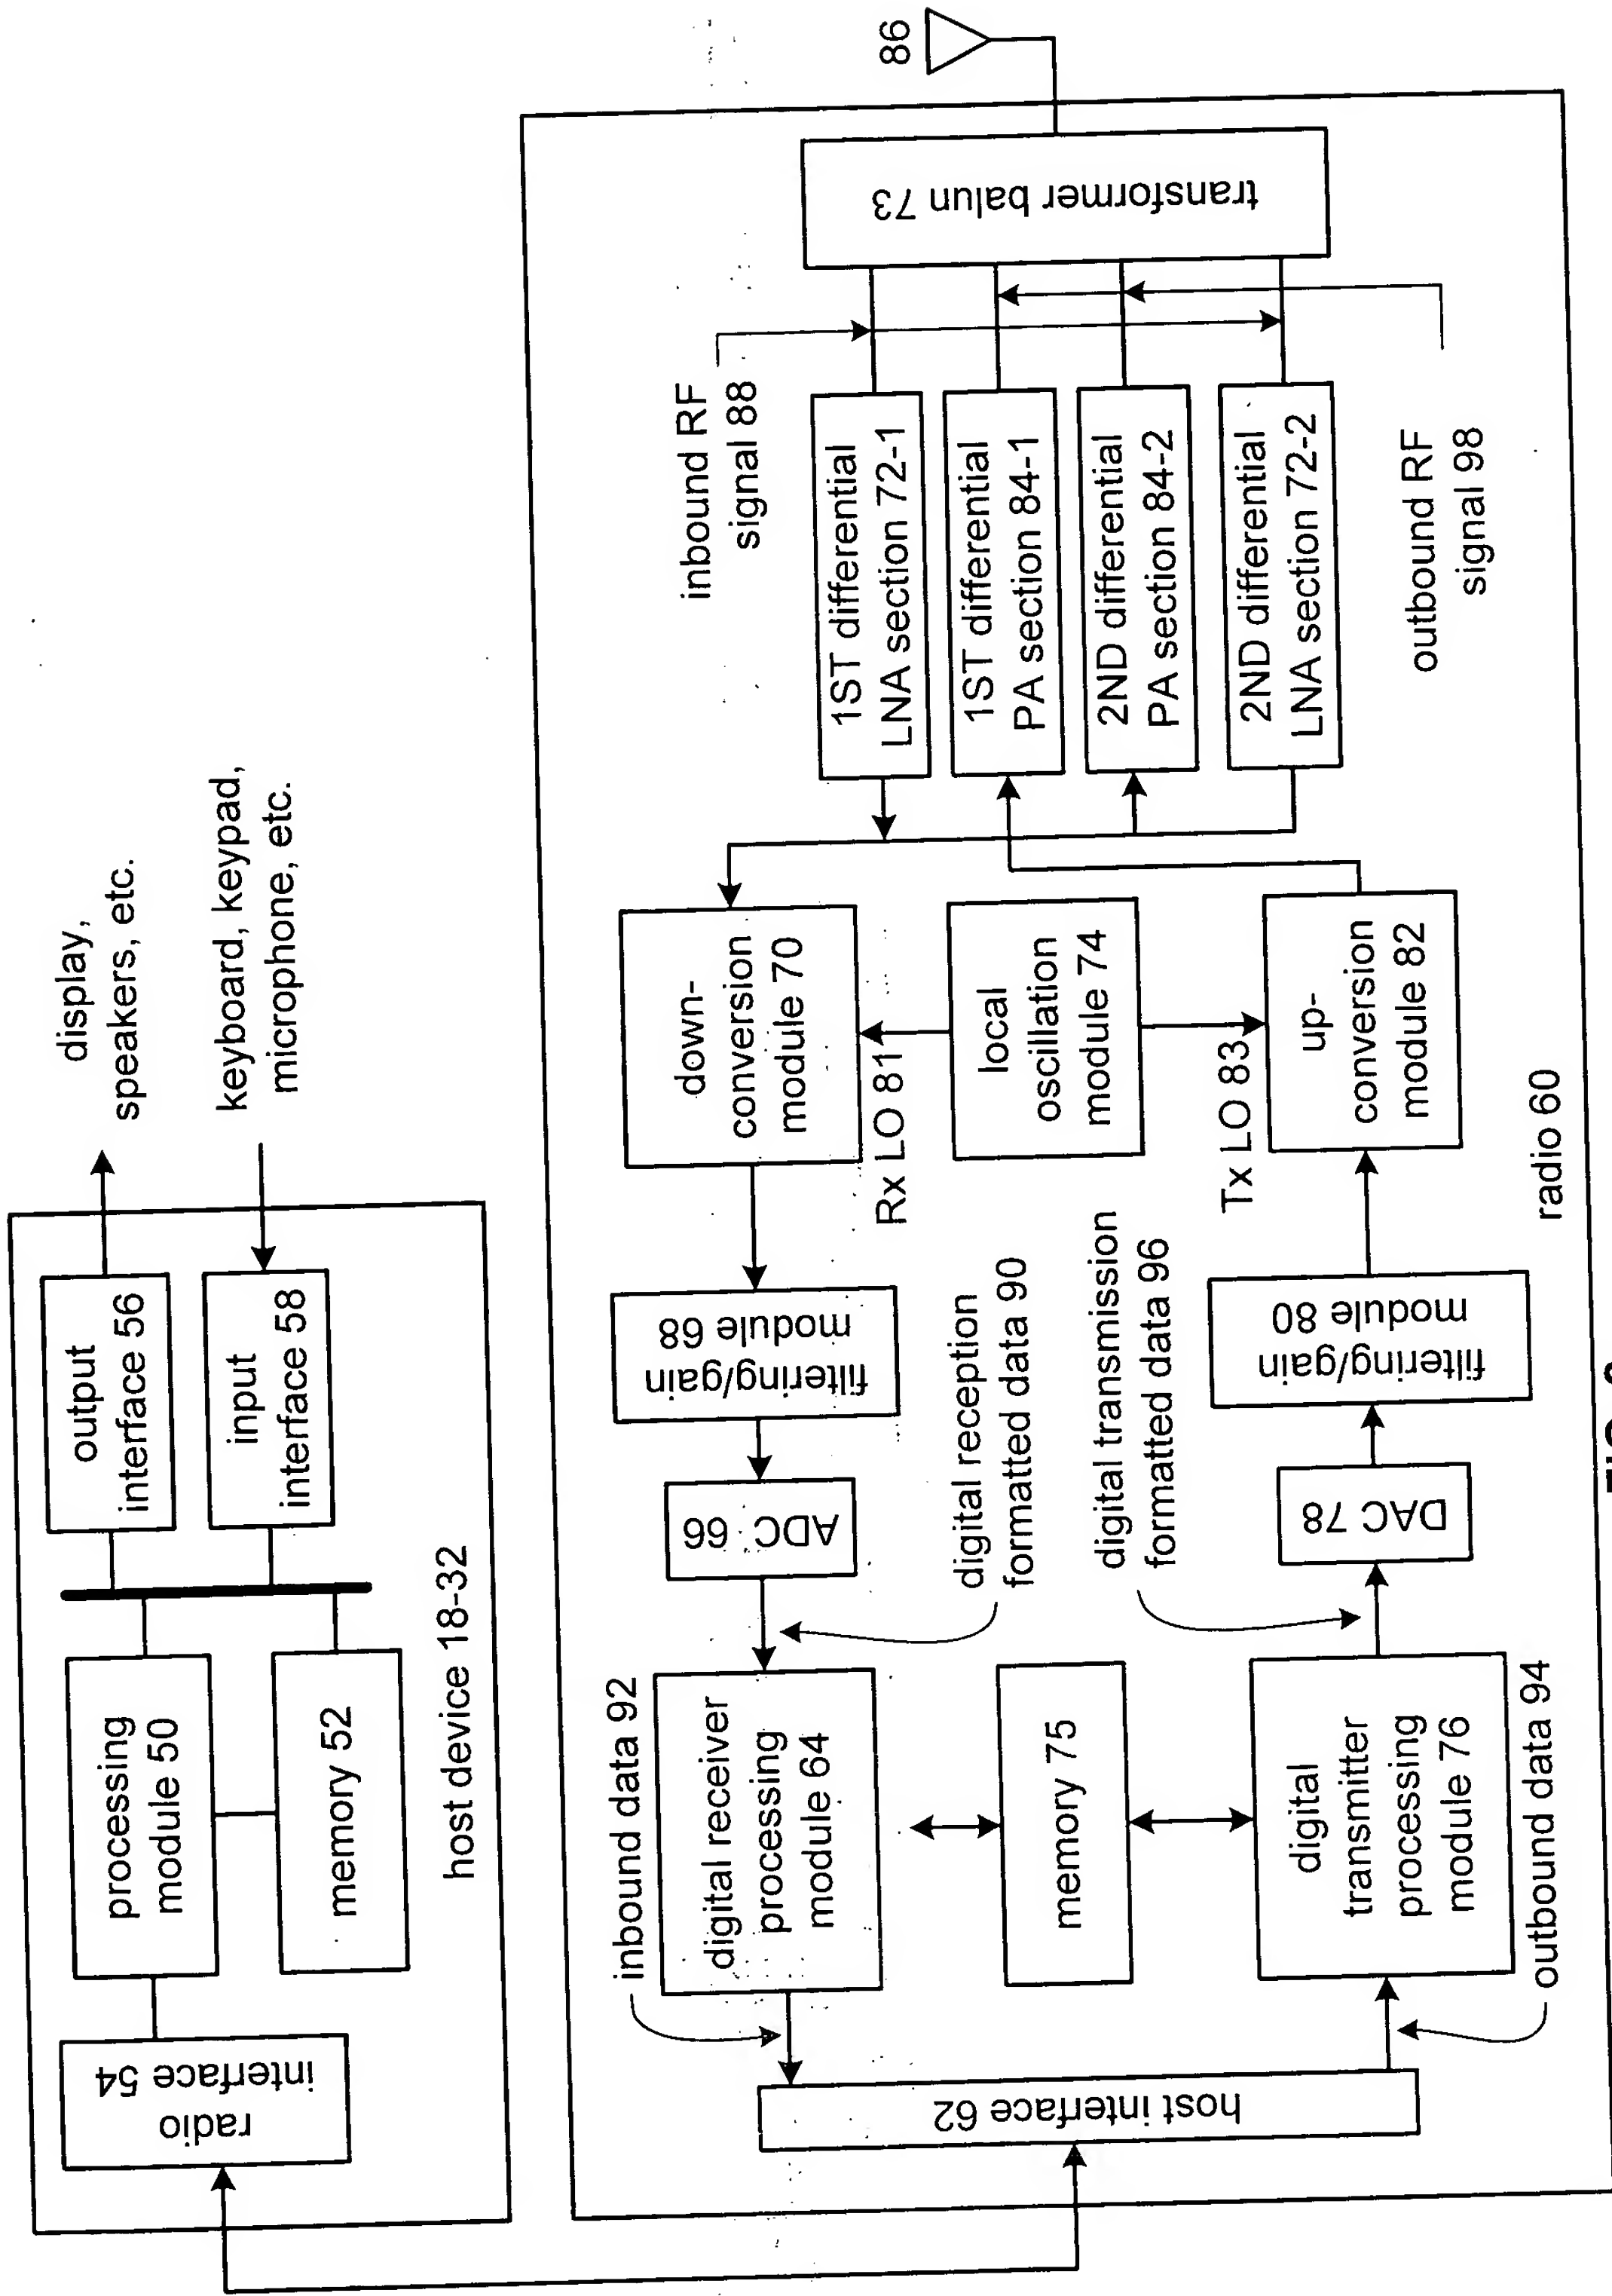 radio
interface 54
processing
module 50
memory 52
output
interface 56
input
interface 58
host device 18-32
display,
speakers, etc.
keyboard, keypad,
microphone, etc.
host interface 62
inbound data 92
digital receiver
processing
module 64
memory 75
digital
transmitter
processing
module 76
outbound data 94
ADC 66
digital reception
formatted data 90
digital transmission
formatted data 96
DAC 78
filtering/gain
module 68
filtering/gain
module 80
down-
conversion
module 70
Rx LO 81
local
oscillation
module 74
Tx LO 83
up-
conversion
module 82
radio 60
inbound RF
signal 88
1ST differential
LNA section 72-1
1ST differential
PA section 84-1
2ND differential
PA section 84-2
2ND differential
LNA section 72-2
outbound RF
signal 98
transformer balun 73
86